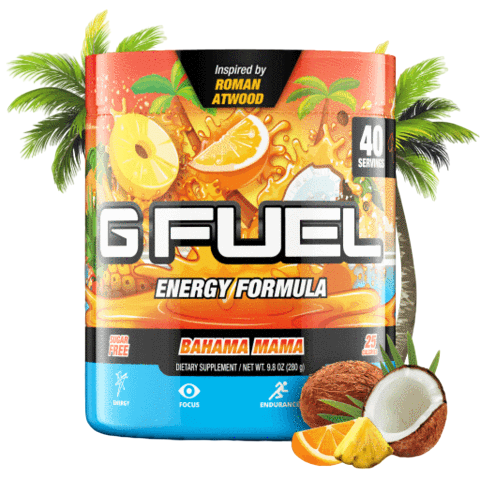 Inspired by
ROMAN
ATWOOD
40
SERVINGS
G FUEL
ENERGY FORMULA
SUGAR
FREE
BAHAMA MAMA
25
CALORIES
DIETARY SUPPLEMENT / NET WT. 9.8 OZ (280 g)
ENERGY
FOCUS
ENDURANCE